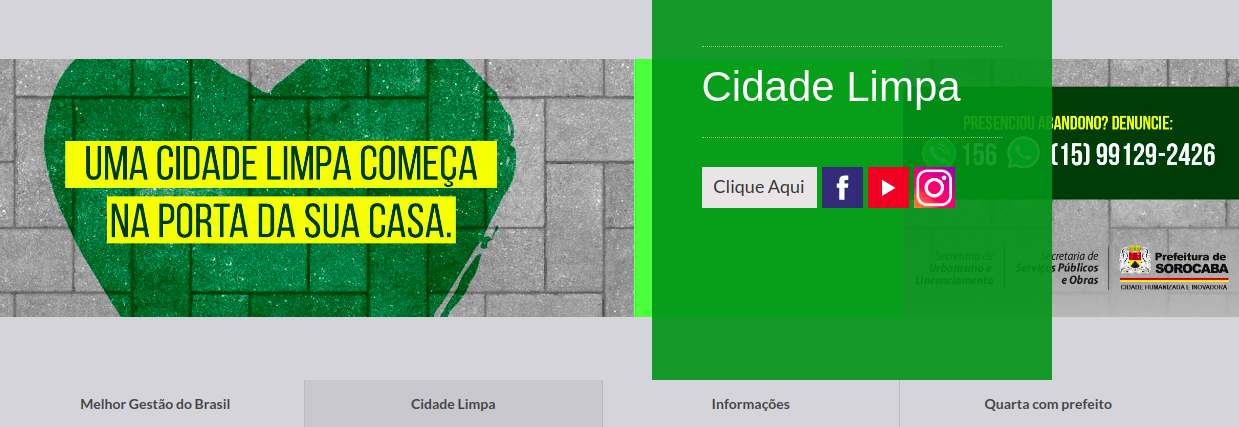 UMA CIDADE LIMPA COMEÇA
NA PORTA DA SUA CASA.
Cidade Limpa
Clique Aqui
PRESENCIOU ABANDONO? DENUNCIE:
156 (15) 99129-2426
Secretaria de
Urbanismo e
Lincenciamento
Secretaria de
Serviços Públicos
e Obras
Prefeitura de
SOROCABA
CIDADE HUMANIZADA E INOVADORA
Melhor Gestão do Brasil
Cidade Limpa
Informações
Quarta com prefeito